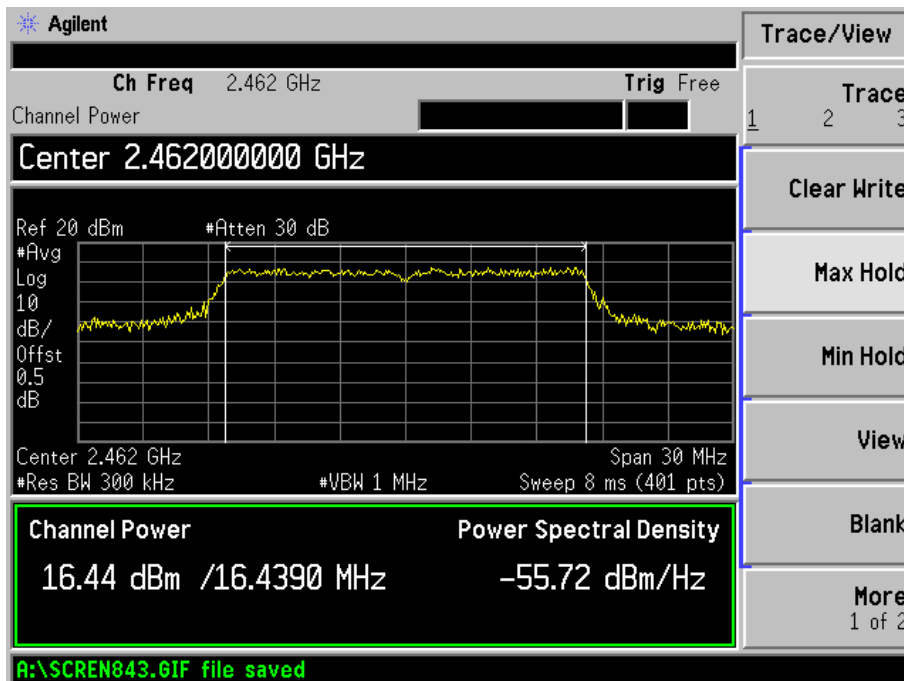 Agilent
Trace/View
Ch Freq 2.462 GHz Trig Free
Channel Power
Trace
1 2 3
Center 2.462000000 GHz
Clear Write
Ref 20 dBm #Atten 30 dB
#Avg
Log
10
dB/
Offst
0.5
dB
Max Hold
Min Hold
Center 2.462 GHz Span 30 MHz
#Res BW 300 kHz #VBW 1 MHz Sweep 8 ms (401 pts)
View
Channel Power Power Spectral Density
16.44 dBm /16.4390 MHz -55.72 dBm/Hz
Blank
More
1 of 2
A:\SCREN843.GIF file saved